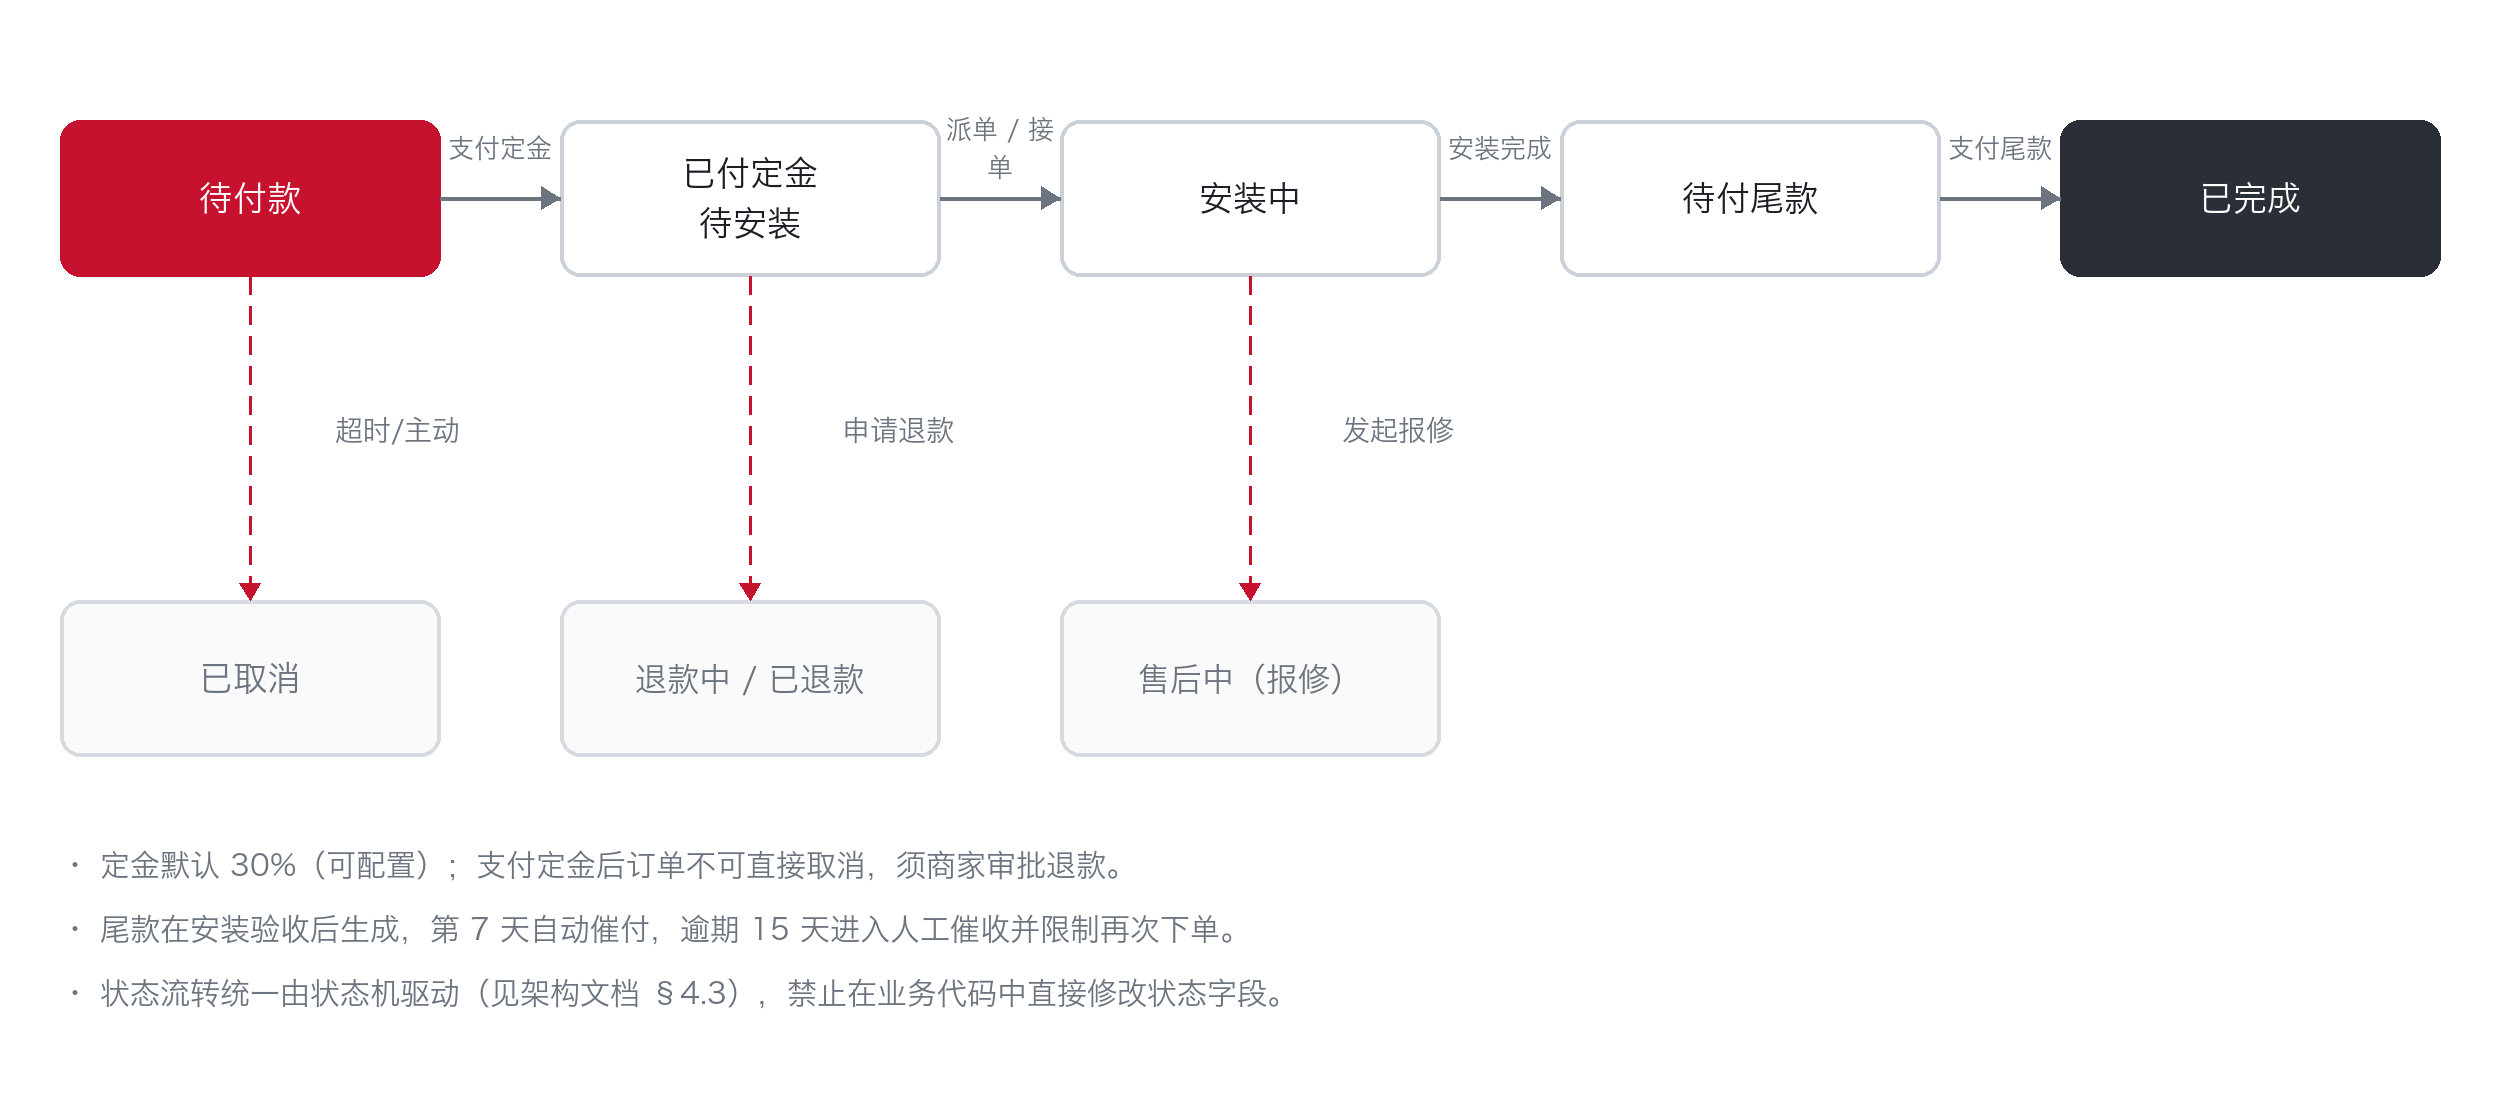 待付款
支付定金
已付定金
待安装
派单 / 接
单
安装中
安装完成
待付尾款
支付尾款
已完成
超时/主动
申请退款
发起报修
已取消
退款中 / 已退款
售后中（报修）
· 定金默认 30%（可配置）；支付定金后订单不可直接取消，须商家审批退款。
· 尾款在安装验收后生成，第 7 天自动催付，逾期 15 天进入人工催收并限制再次下单。
· 状态流转统一由状态机驱动（见架构文档 §4.3），禁止在业务代码中直接修改状态字段。